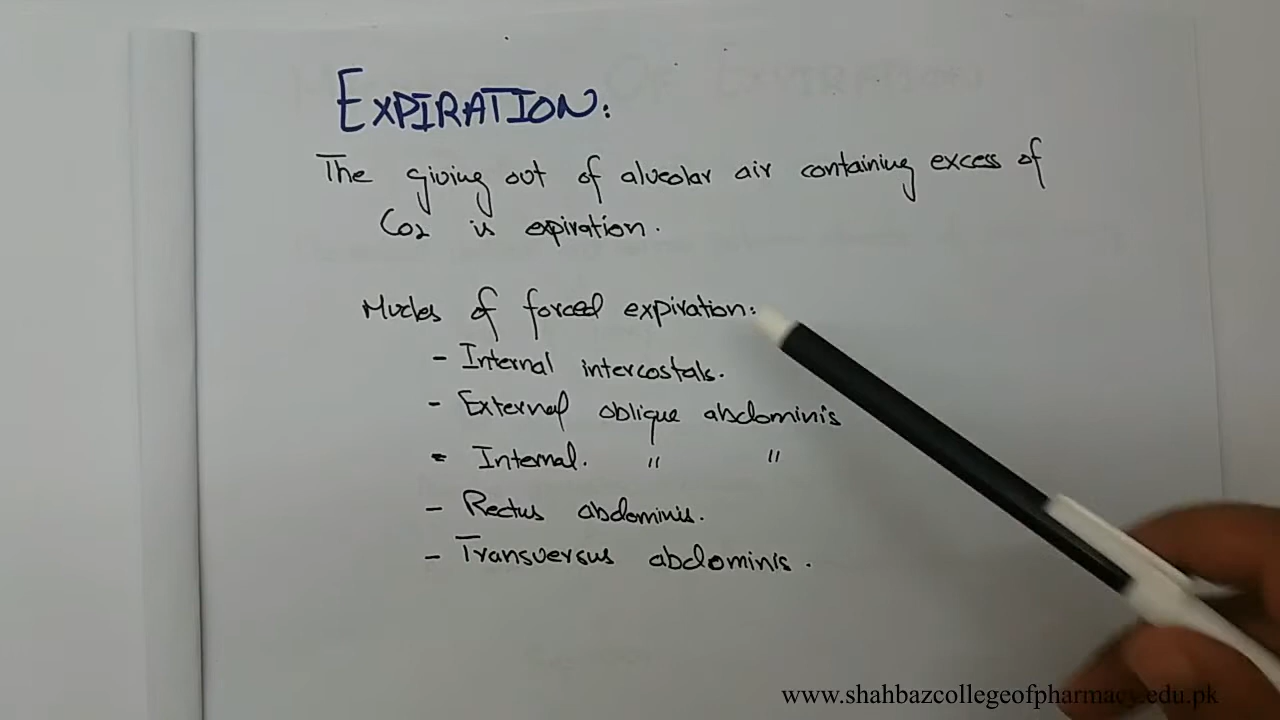 EXPIRATION:
The giving out of alveolar air containing excess of
CO2 is expiration.
Mucles of forced expiration:
- Internal intercostals.
- External oblique abdominis
- Internal. " "
- Rectus abdominis.
- Transversus abdominis.
www.shahbazcollegeofpharmacy.edu.pk